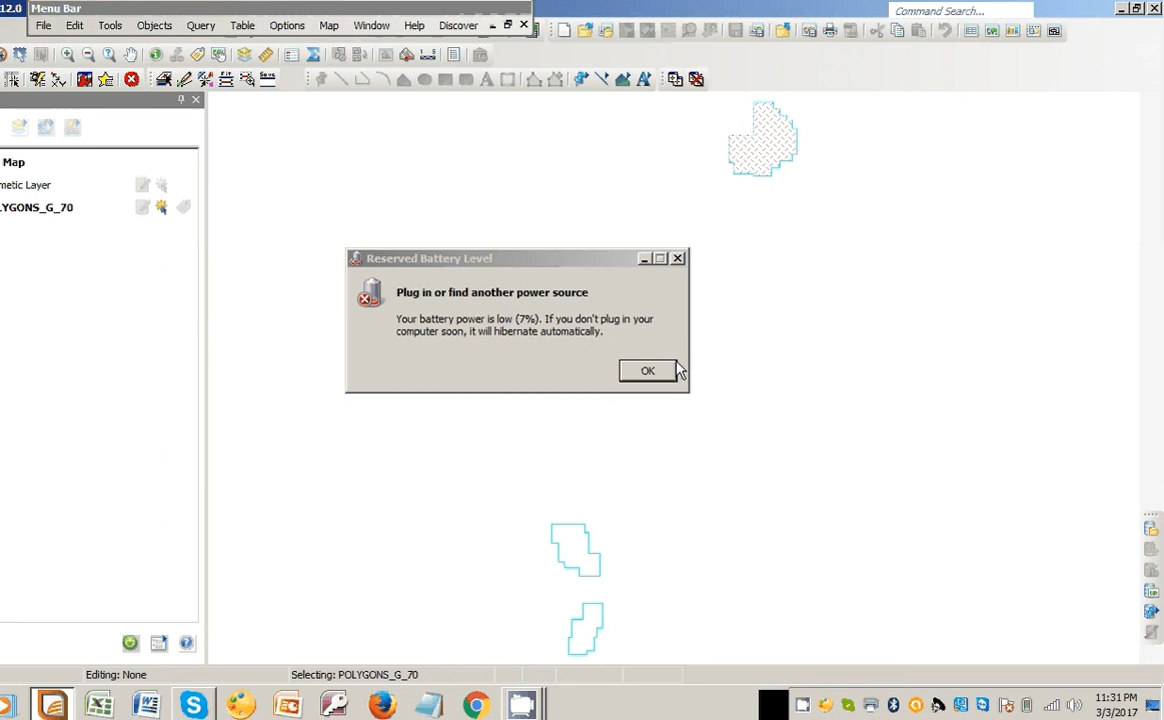 12.0 Menu Bar
Command Search...
File Edit Tools Objects Query Table Options Map Window Help Discover
Map
metic Layer
LYGONS_G_70
Reserved Battery Level
Plug in or find another power source
Your battery power is low (7%). If you don't plug in your
computer soon, it will hibernate automatically.
OK
Editing: None Selecting: POLYGONS_G_70
11:31 PM
3/3/2017